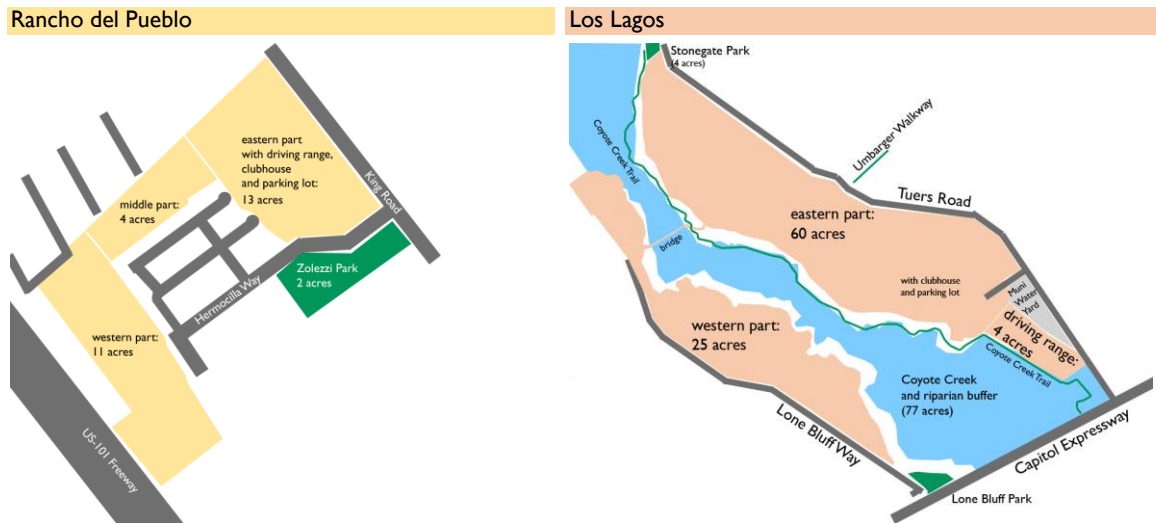 Rancho del Pueblo
eastern part
with driving range,
clubhouse
and parking lot:
13 acres
King Road
middle part:
4 acres
Zolezzi Park
2 acres
Hermocilla Way
western part:
11 acres
US-101 Freeway
Los Lagos
Stonegate Park
(4 acres)
Umbarger Walkway
Coyote Creek Trail
Tuers Road
eastern part:
60 acres
bridge
with clubhouse
and parking lot
Muni
Water
Yard
driving range:
4 acres
western part:
25 acres
Coyote Creek Trail
Coyote Creek
and riparian buffer
(77 acres)
Lone Bluff Way
Capitol Expressway
Lone Bluff Park